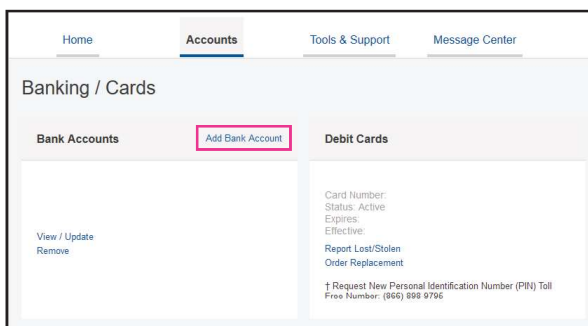 Home Accounts Tools & Support Message Center
Banking / Cards
Bank Accounts Add Bank Account
View / Update
Remove
Debit Cards
Card Number:
Status: Active
Expires:
Effective:
Report Lost/Stolen
Order Replacement
† Request New Personal Identification Number (PIN) Toll
Free Number: (866) 898 9796